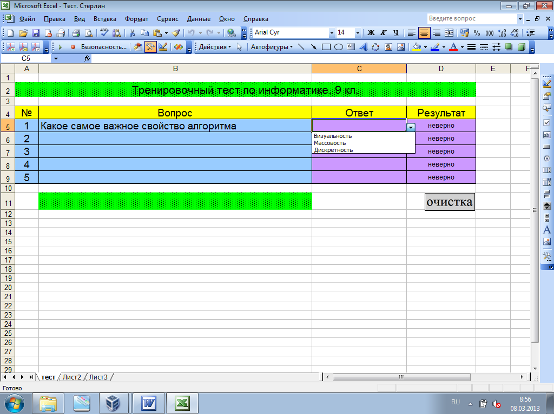 Microsoft Excel - Тест. Стерлин
Файл Правка Вид Вставка Формат Сервис Данные Окно Справка
Введите вопрос
Arial Cyr 14 Ж К Ч
Безопасность... Действия Автофигуры
C5 fx
A B C D E F
1
2 Тренировочный тест по информатике, 9 кл.
3
4 № Вопрос Ответ Результат
5 1 Какое самое важное свойство алгоритма неверно
Визуальность
6 2 неверно
Массовость
Дискретность
7 3 неверно
8 4 неверно
9 5 неверно
10
11 очистка
12
13
14
15
16
17
18
19
20
21
22
23
24
25
26
27
28
29
тест Лист2 Лист3
Готово
8:56
08.03.2013